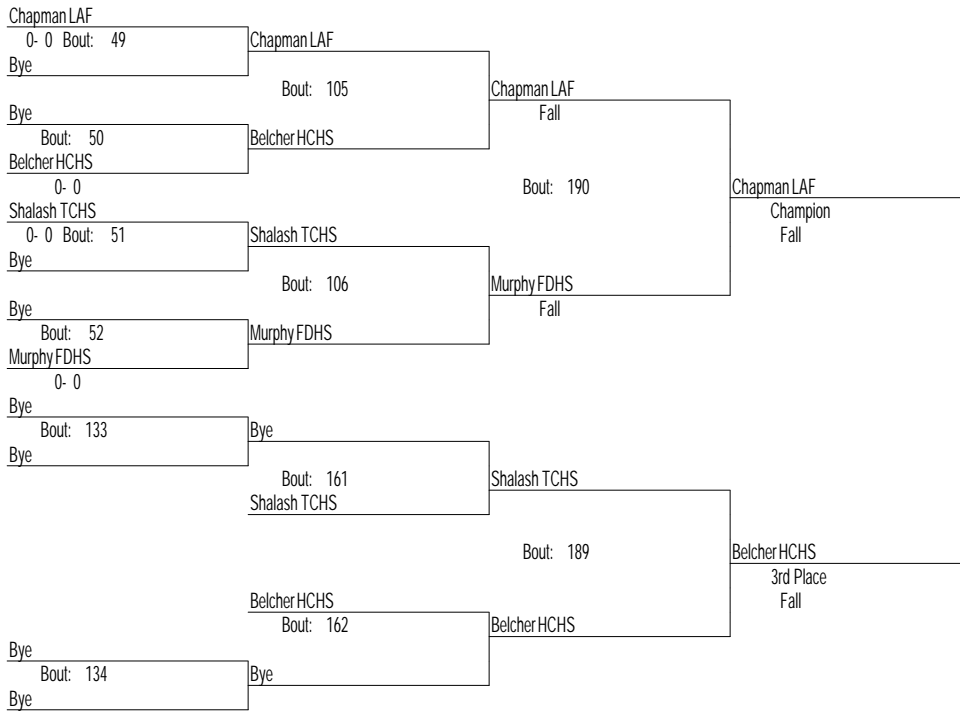 Chapman LAF
0- 0 Bout: 49
Chapman LAF
Bye
Bout: 105
Chapman LAF
Bye
Fall
Bout: 50
Belcher HCHS
Belcher HCHS
0- 0
Bout: 190
Chapman LAF
Shalash TCHS
Champion
0- 0 Bout: 51
Shalash TCHS
Fall
Bye
Bout: 106
Murphy FDHS
Bye
Fall
Bout: 52
Murphy FDHS
Murphy FDHS
0- 0
Bye
Bout: 133
Bye
Bye
Bout: 161
Shalash TCHS
Shalash TCHS
Bout: 189
Belcher HCHS
3rd Place
Belcher HCHS
Fall
Bout: 162
Belcher HCHS
Bye
Bout: 134
Bye
Bye